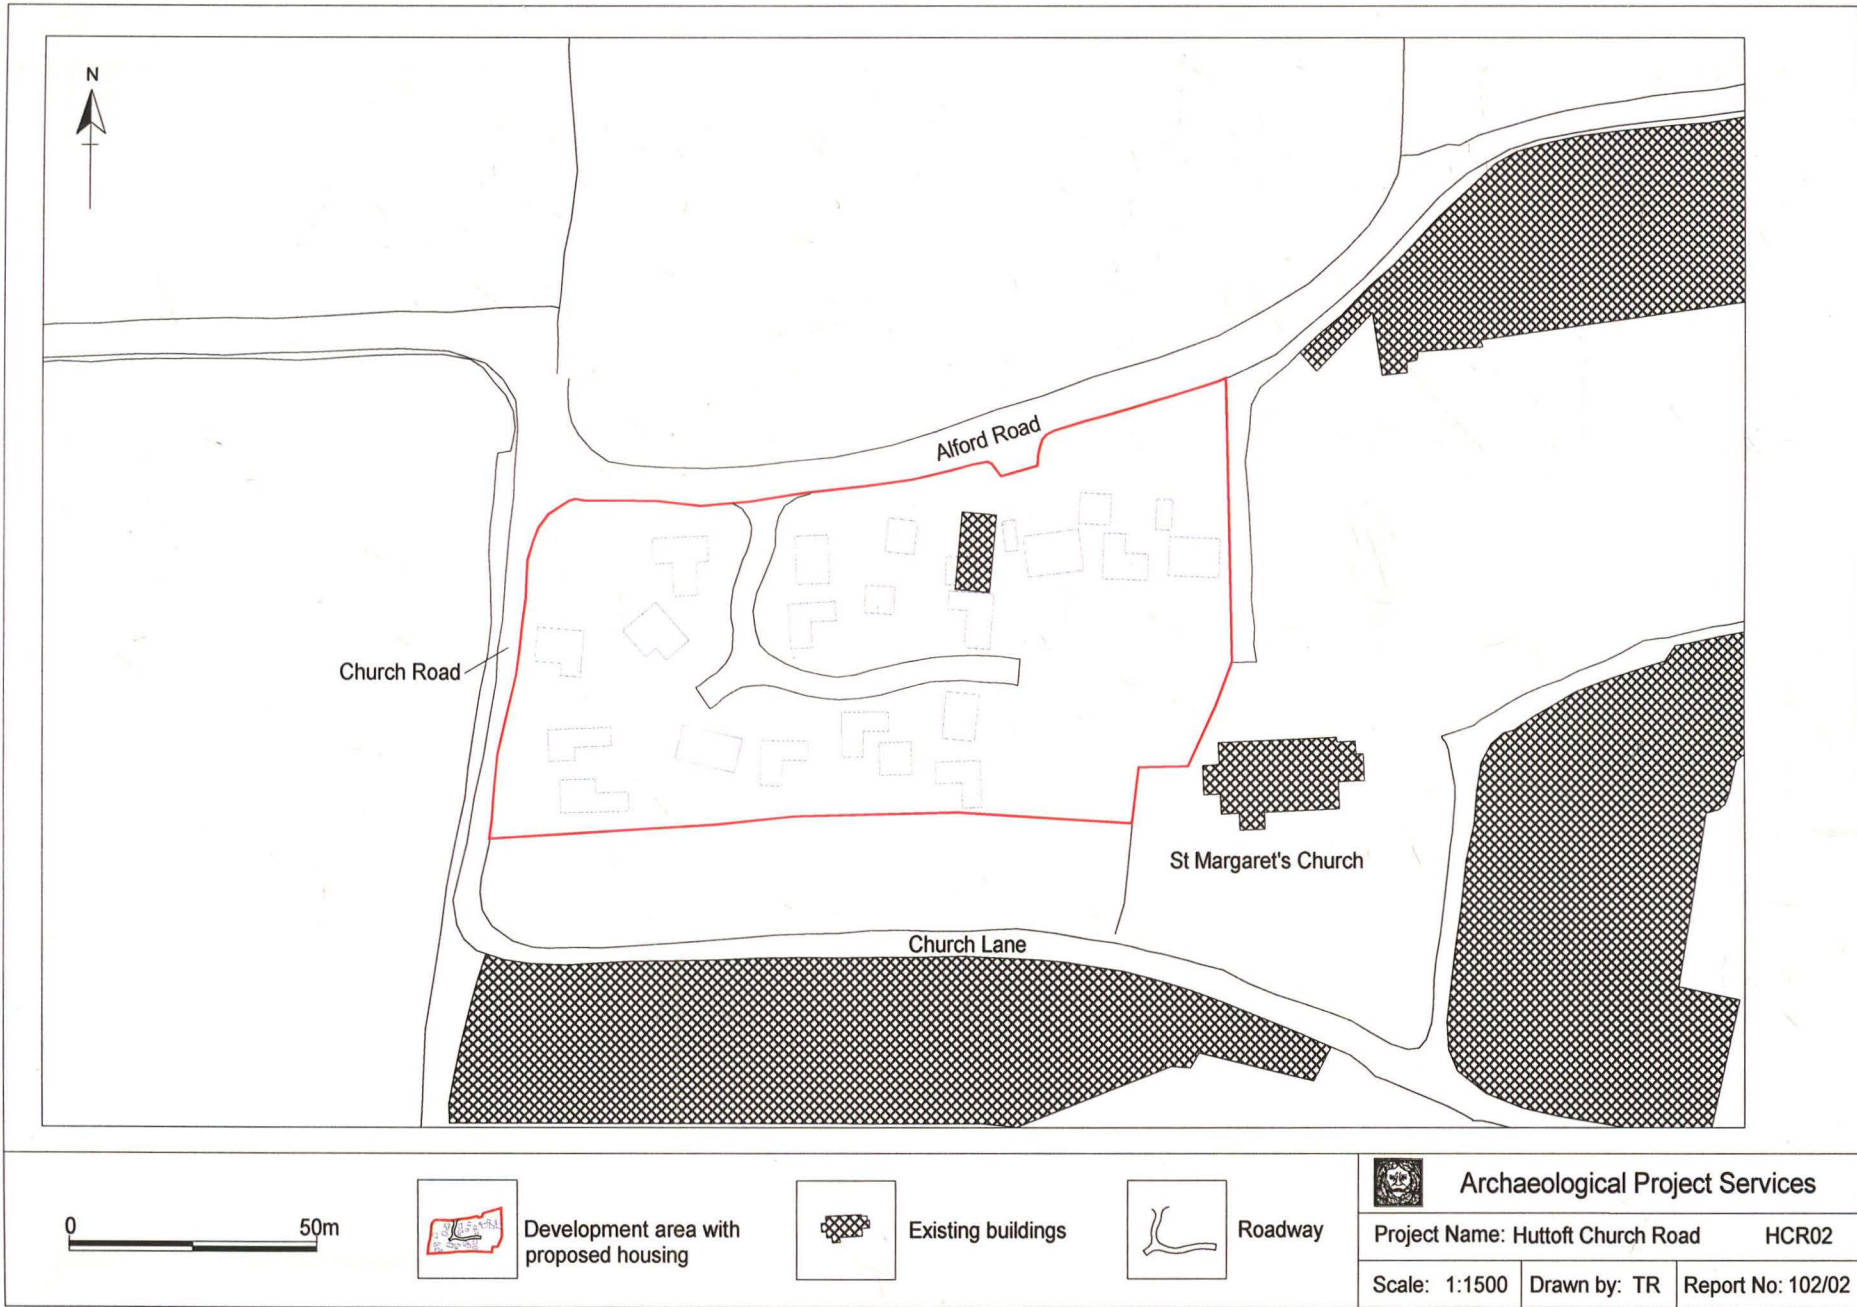 N
Alford Road
Church Road
St Margaret's Church
Church Lane
0 50m
Development area with
proposed housing
Existing buildings
Roadway
Archaeological Project Services
Project Name: Huttoft Church Road HCR02
Scale: 1:1500 Drawn by: TR Report No: 102/02